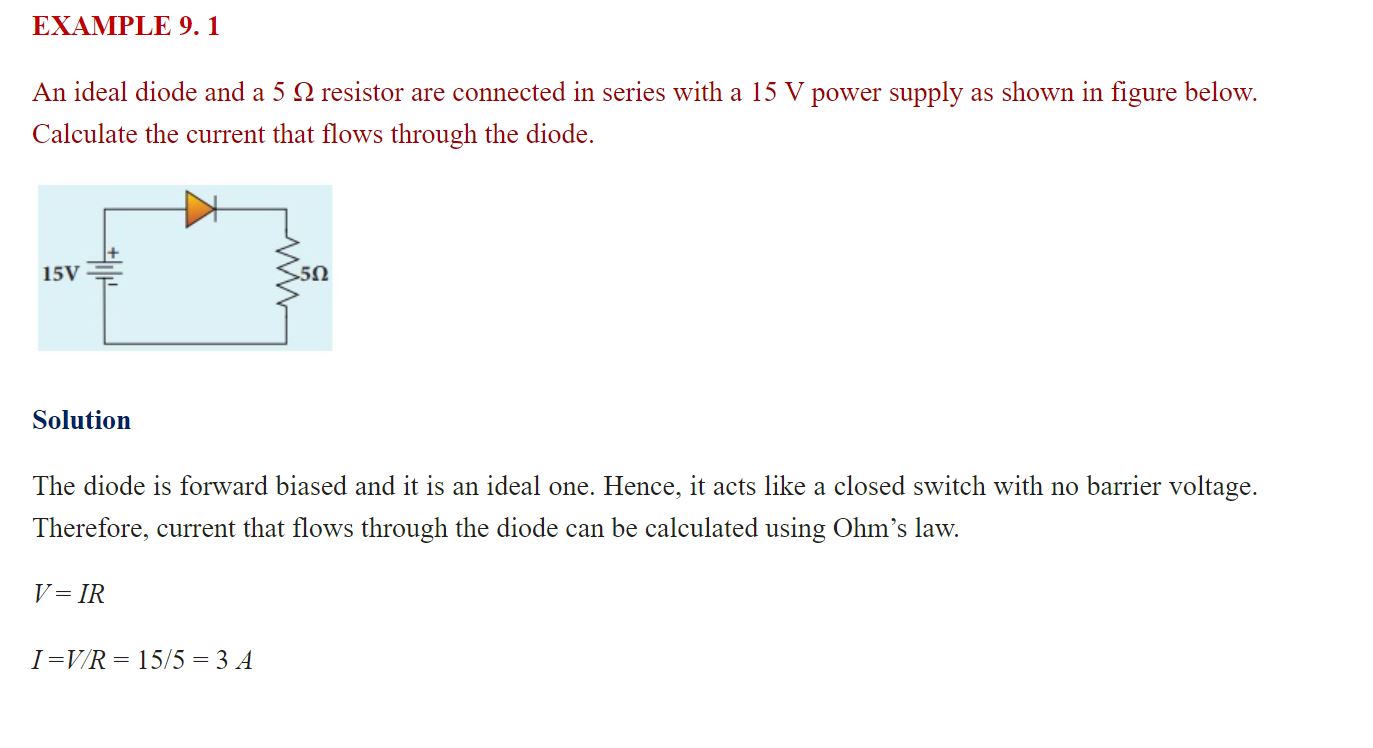 EXAMPLE 9. 1
An ideal diode and a 5 Ω resistor are connected in series with a 15 V power supply as shown in figure below.
Calculate the current that flows through the diode.
+
15V
5Ω
-
Solution
The diode is forward biased and it is an ideal one. Hence, it acts like a closed switch with no barrier voltage.
Therefore, current that flows through the diode can be calculated using Ohm’s law.
V = IR
I =V/R = 15/5 = 3 A